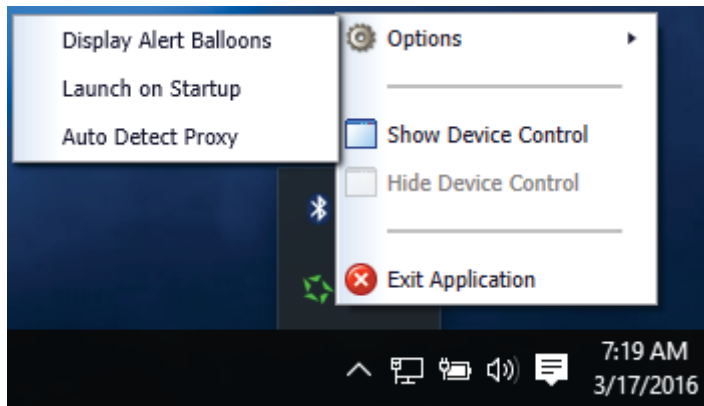 Display Alert Balloons
Launch on Startup
Auto Detect Proxy
Options
Show Device Control
Hide Device Control
Exit Application
7:19 AM
3/17/2016